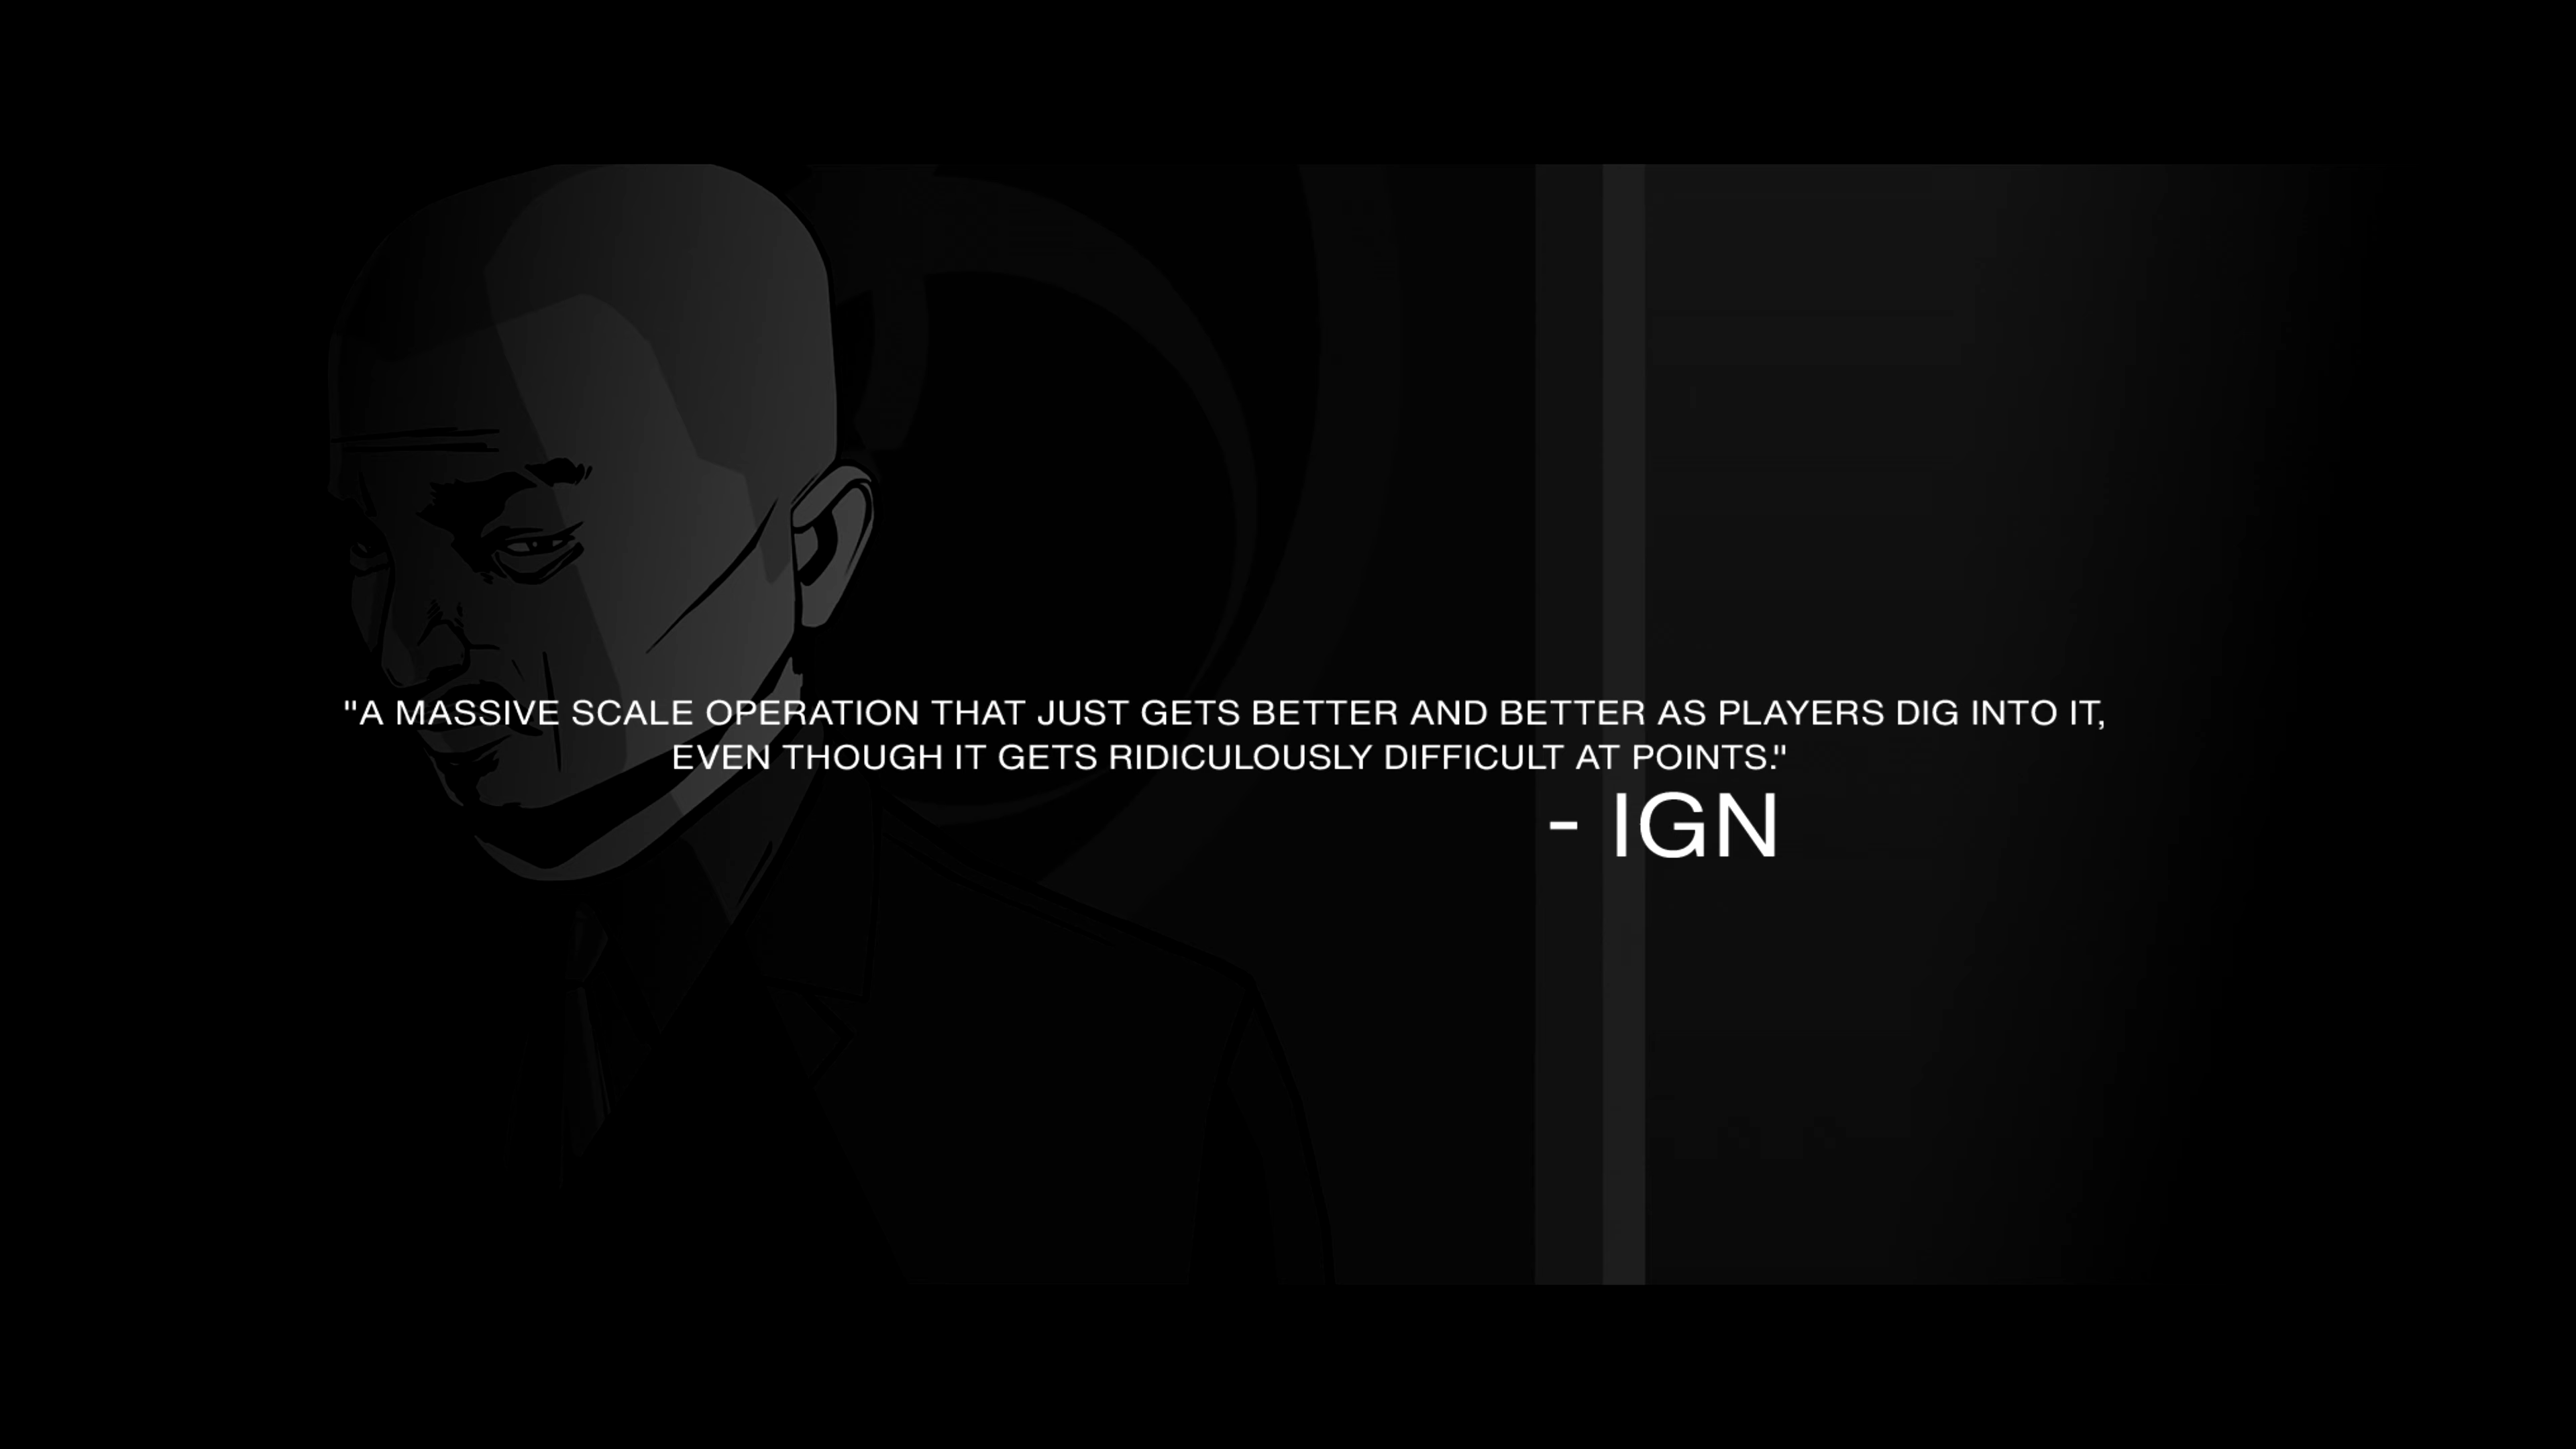 "A MASSIVE SCALE OPERATION THAT JUST GETS BETTER AND BETTER AS PLAYERS DIG INTO IT,
EVEN THOUGH IT GETS RIDICULOUSLY DIFFICULT AT POINTS."
- IGN